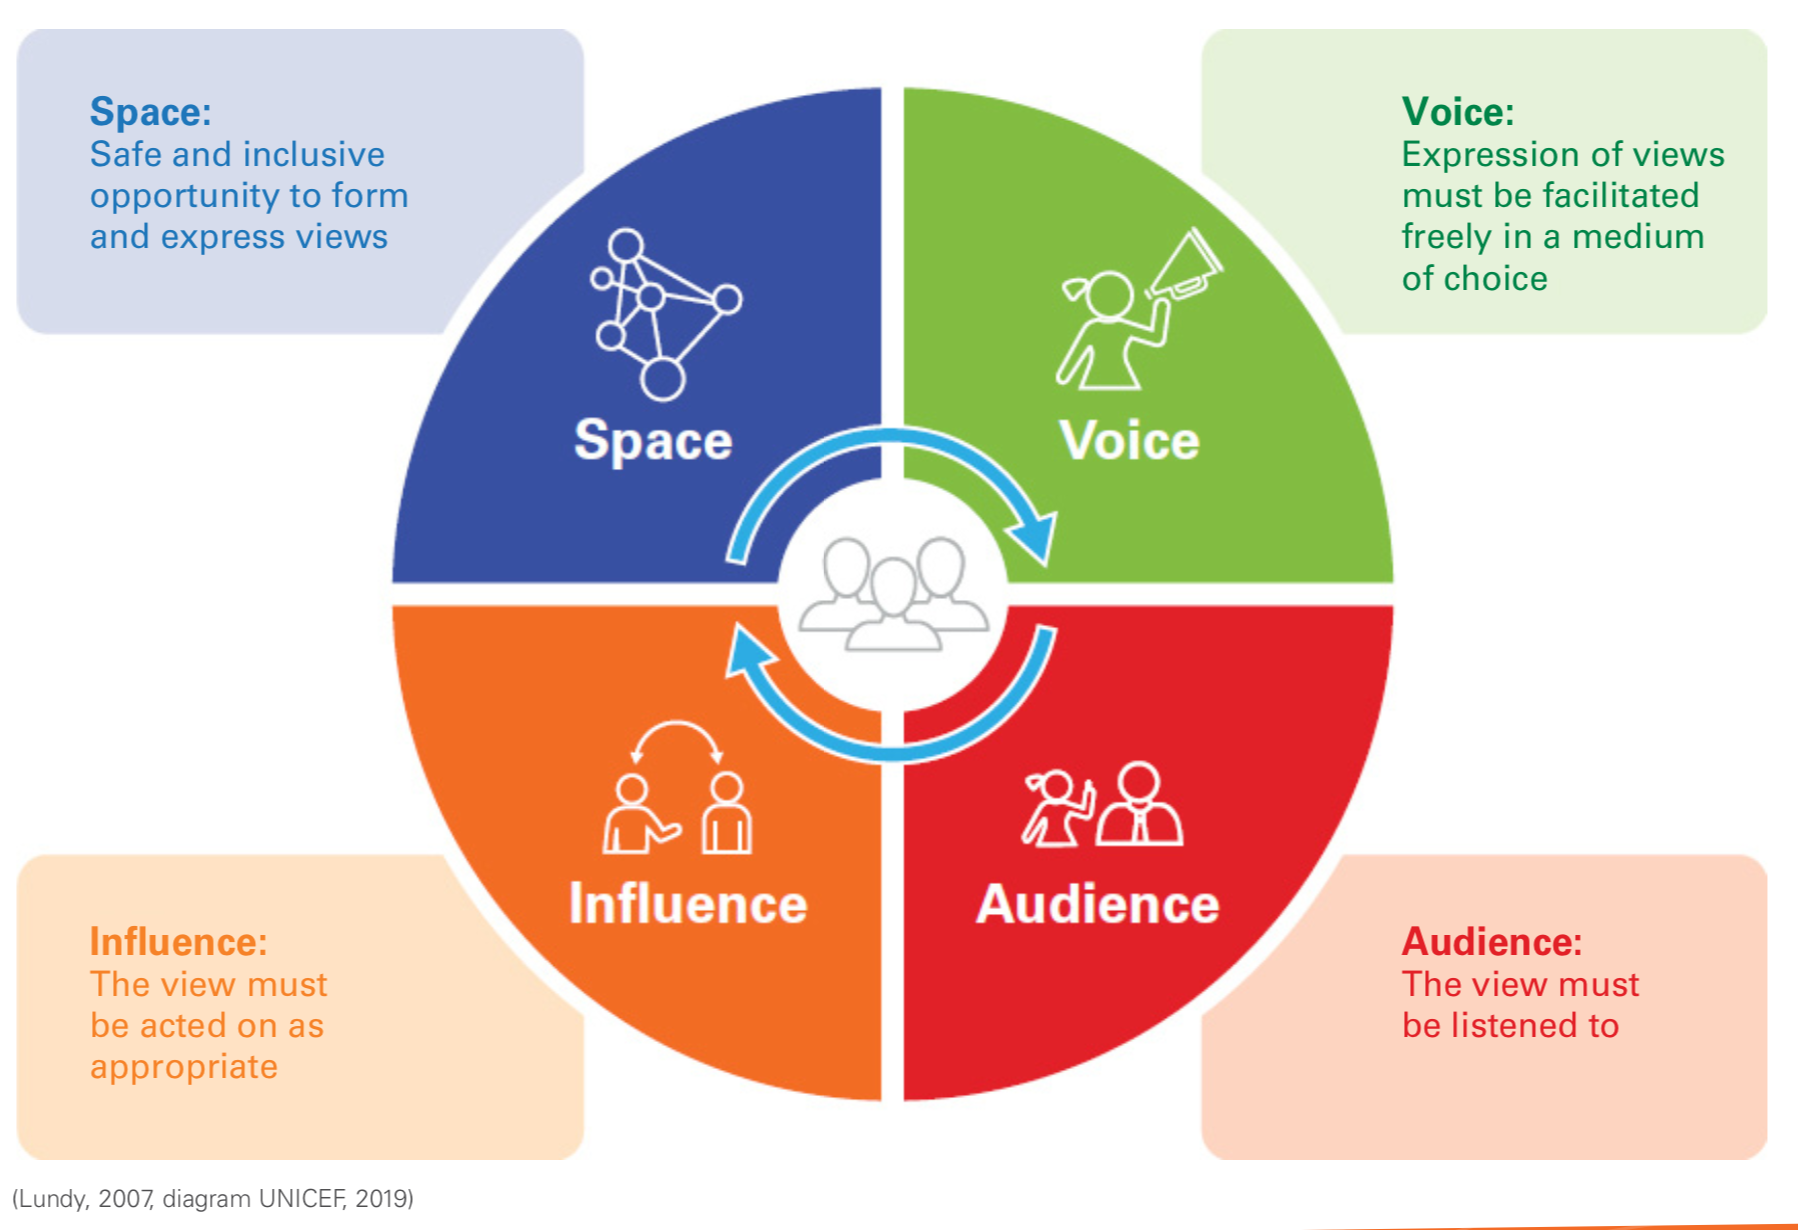 Space:
Safe and inclusive
opportunity to form
and express views
Voice:
Expression of views
must be facilitated
freely in a medium
of choice
Space
Voice
Influence
Audience
Influence:
The view must
be acted on as
appropriate
Audience:
The view must
be listened to
(Lundy, 2007, diagram UNICEF, 2019)